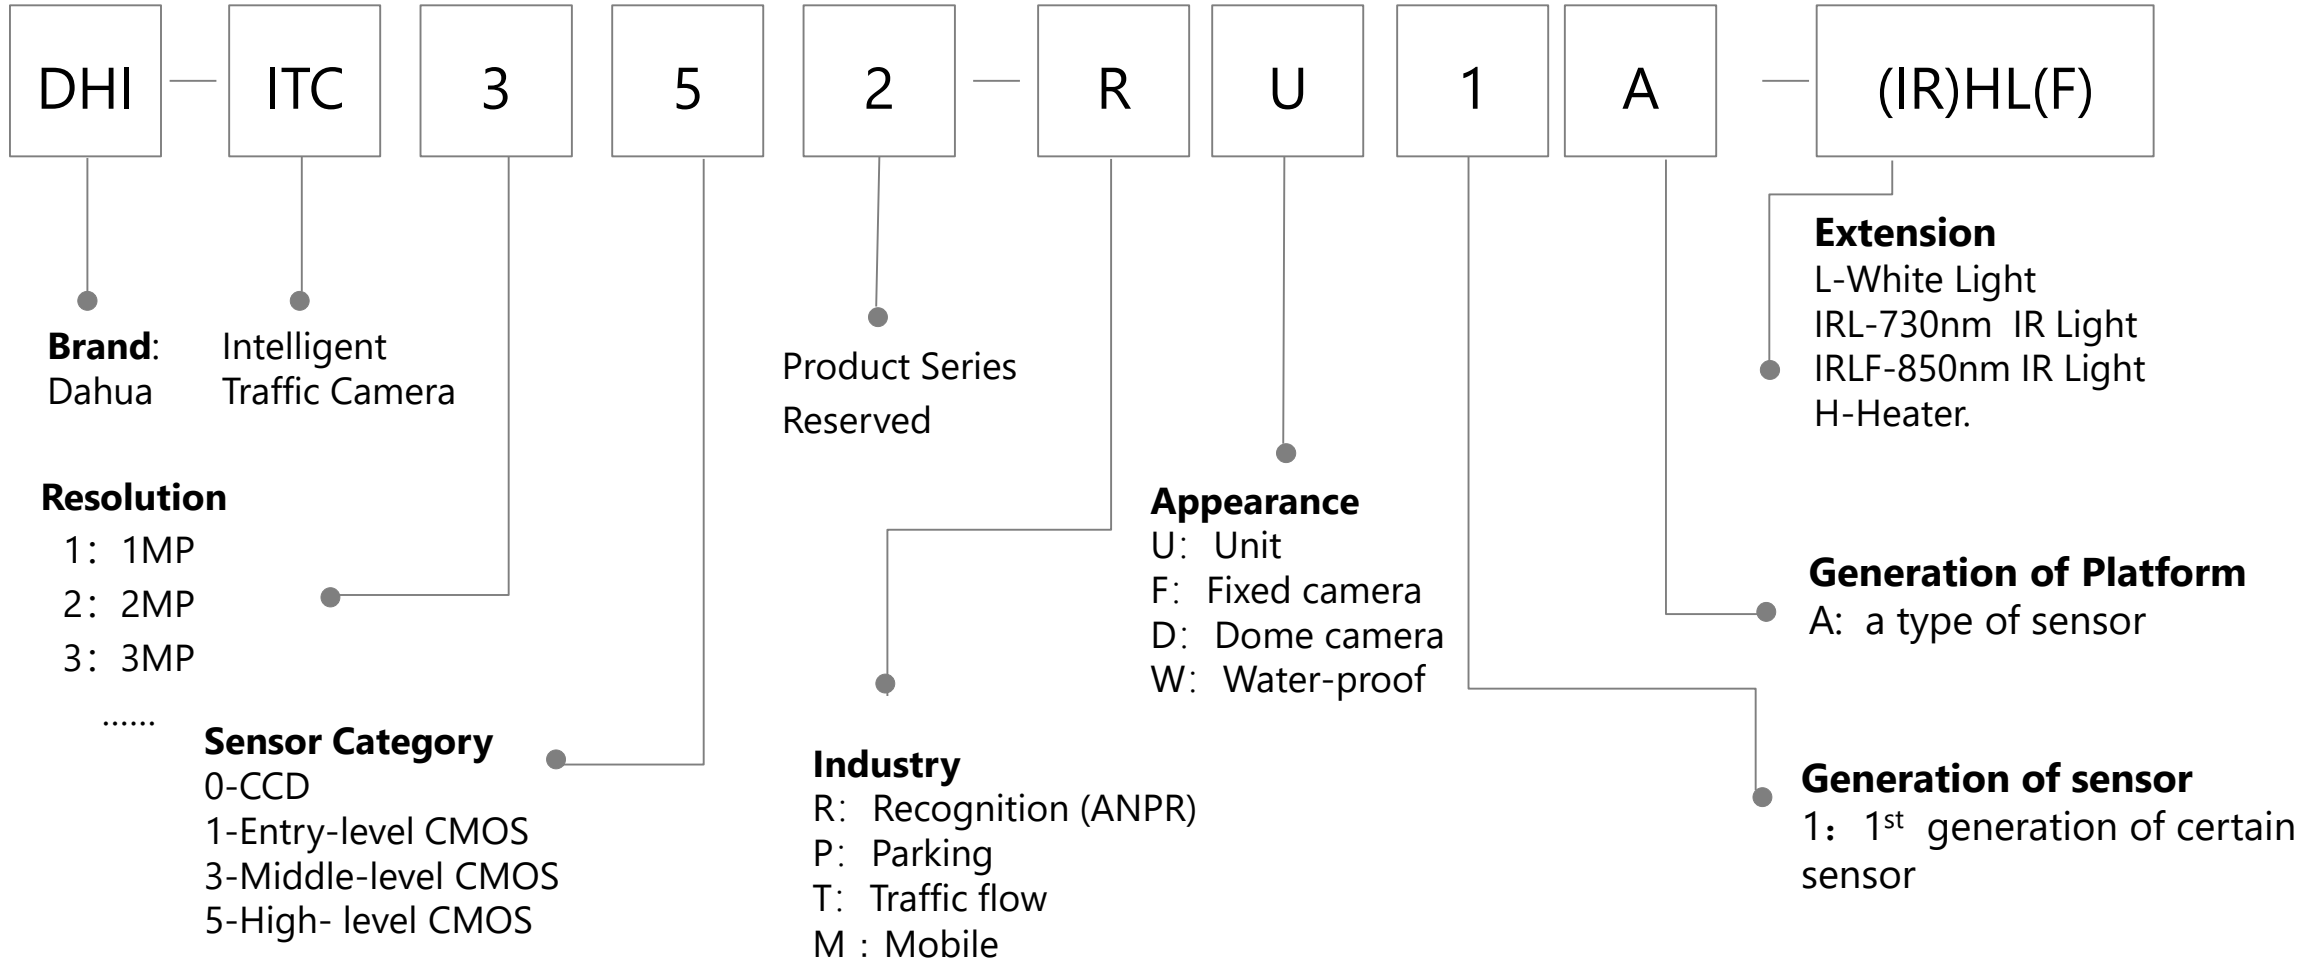 DHI — ITC 3 5 2 — R U 1 A — (IR)HL(F)
Brand:
Dahua
Intelligent
Traffic Camera
Product Series
Reserved
Extension
L-White Light
IRL-730nm IR Light
IRLF-850nm IR Light
H-Heater.
Resolution
1： 1MP
2： 2MP
3： 3MP
......
Appearance
U： Unit
F： Fixed camera
D： Dome camera
W： Water-proof
Generation of Platform
A: a type of sensor
Sensor Category
0-CCD
1-Entry-level CMOS
3-Middle-level CMOS
5-High- level CMOS
Industry
R： Recognition (ANPR)
P： Parking
T： Traffic flow
M : Mobile
Generation of sensor
1：1st generation of certain
sensor